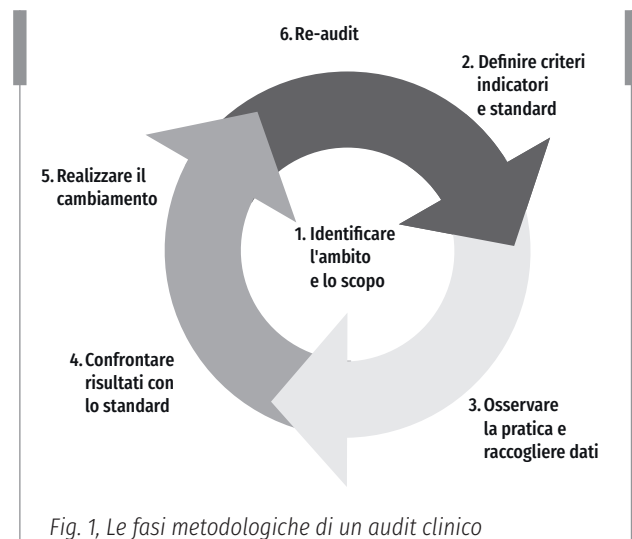 6. Re-audit
2. Definire criteri
indicatori
e standard
5. Realizzare il
cambiamento
1. Identificare
l'ambito
e lo scopo
4. Confrontare
risultati con
lo standard
3. Osservare
la pratica e
raccogliere dati
Fig. 1, Le fasi metodologiche di un audit clinico